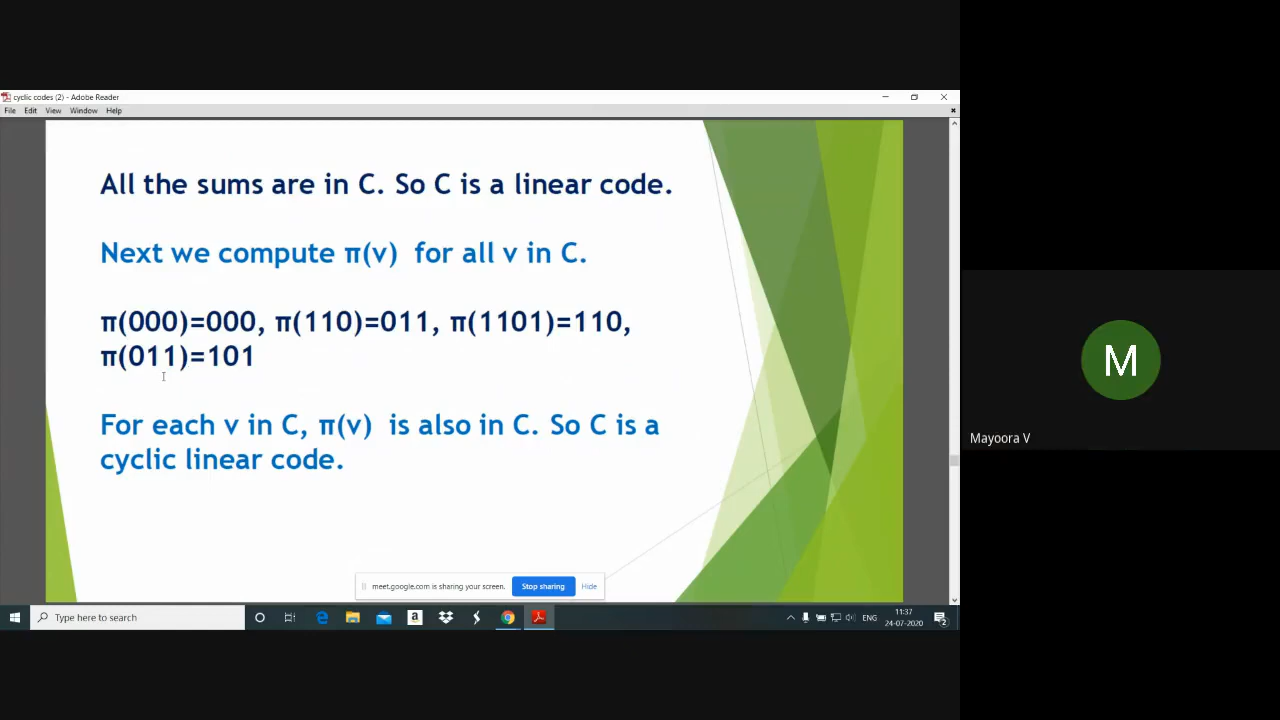 cyclic codes (2) - Adobe Reader
File Edit View Window Help
All the sums are in C. So C is a linear code.
Next we compute π(v) for all v in C.
π(000)=000, π(110)=011, π(1101)=110,
π(011)=101
For each v in C, π(v) is also in C. So C is a
cyclic linear code.
meet.google.com is sharing your screen. Stop sharing Hide
Type here to search
ENG
11:37
24-07-2020
M
Mayoora V